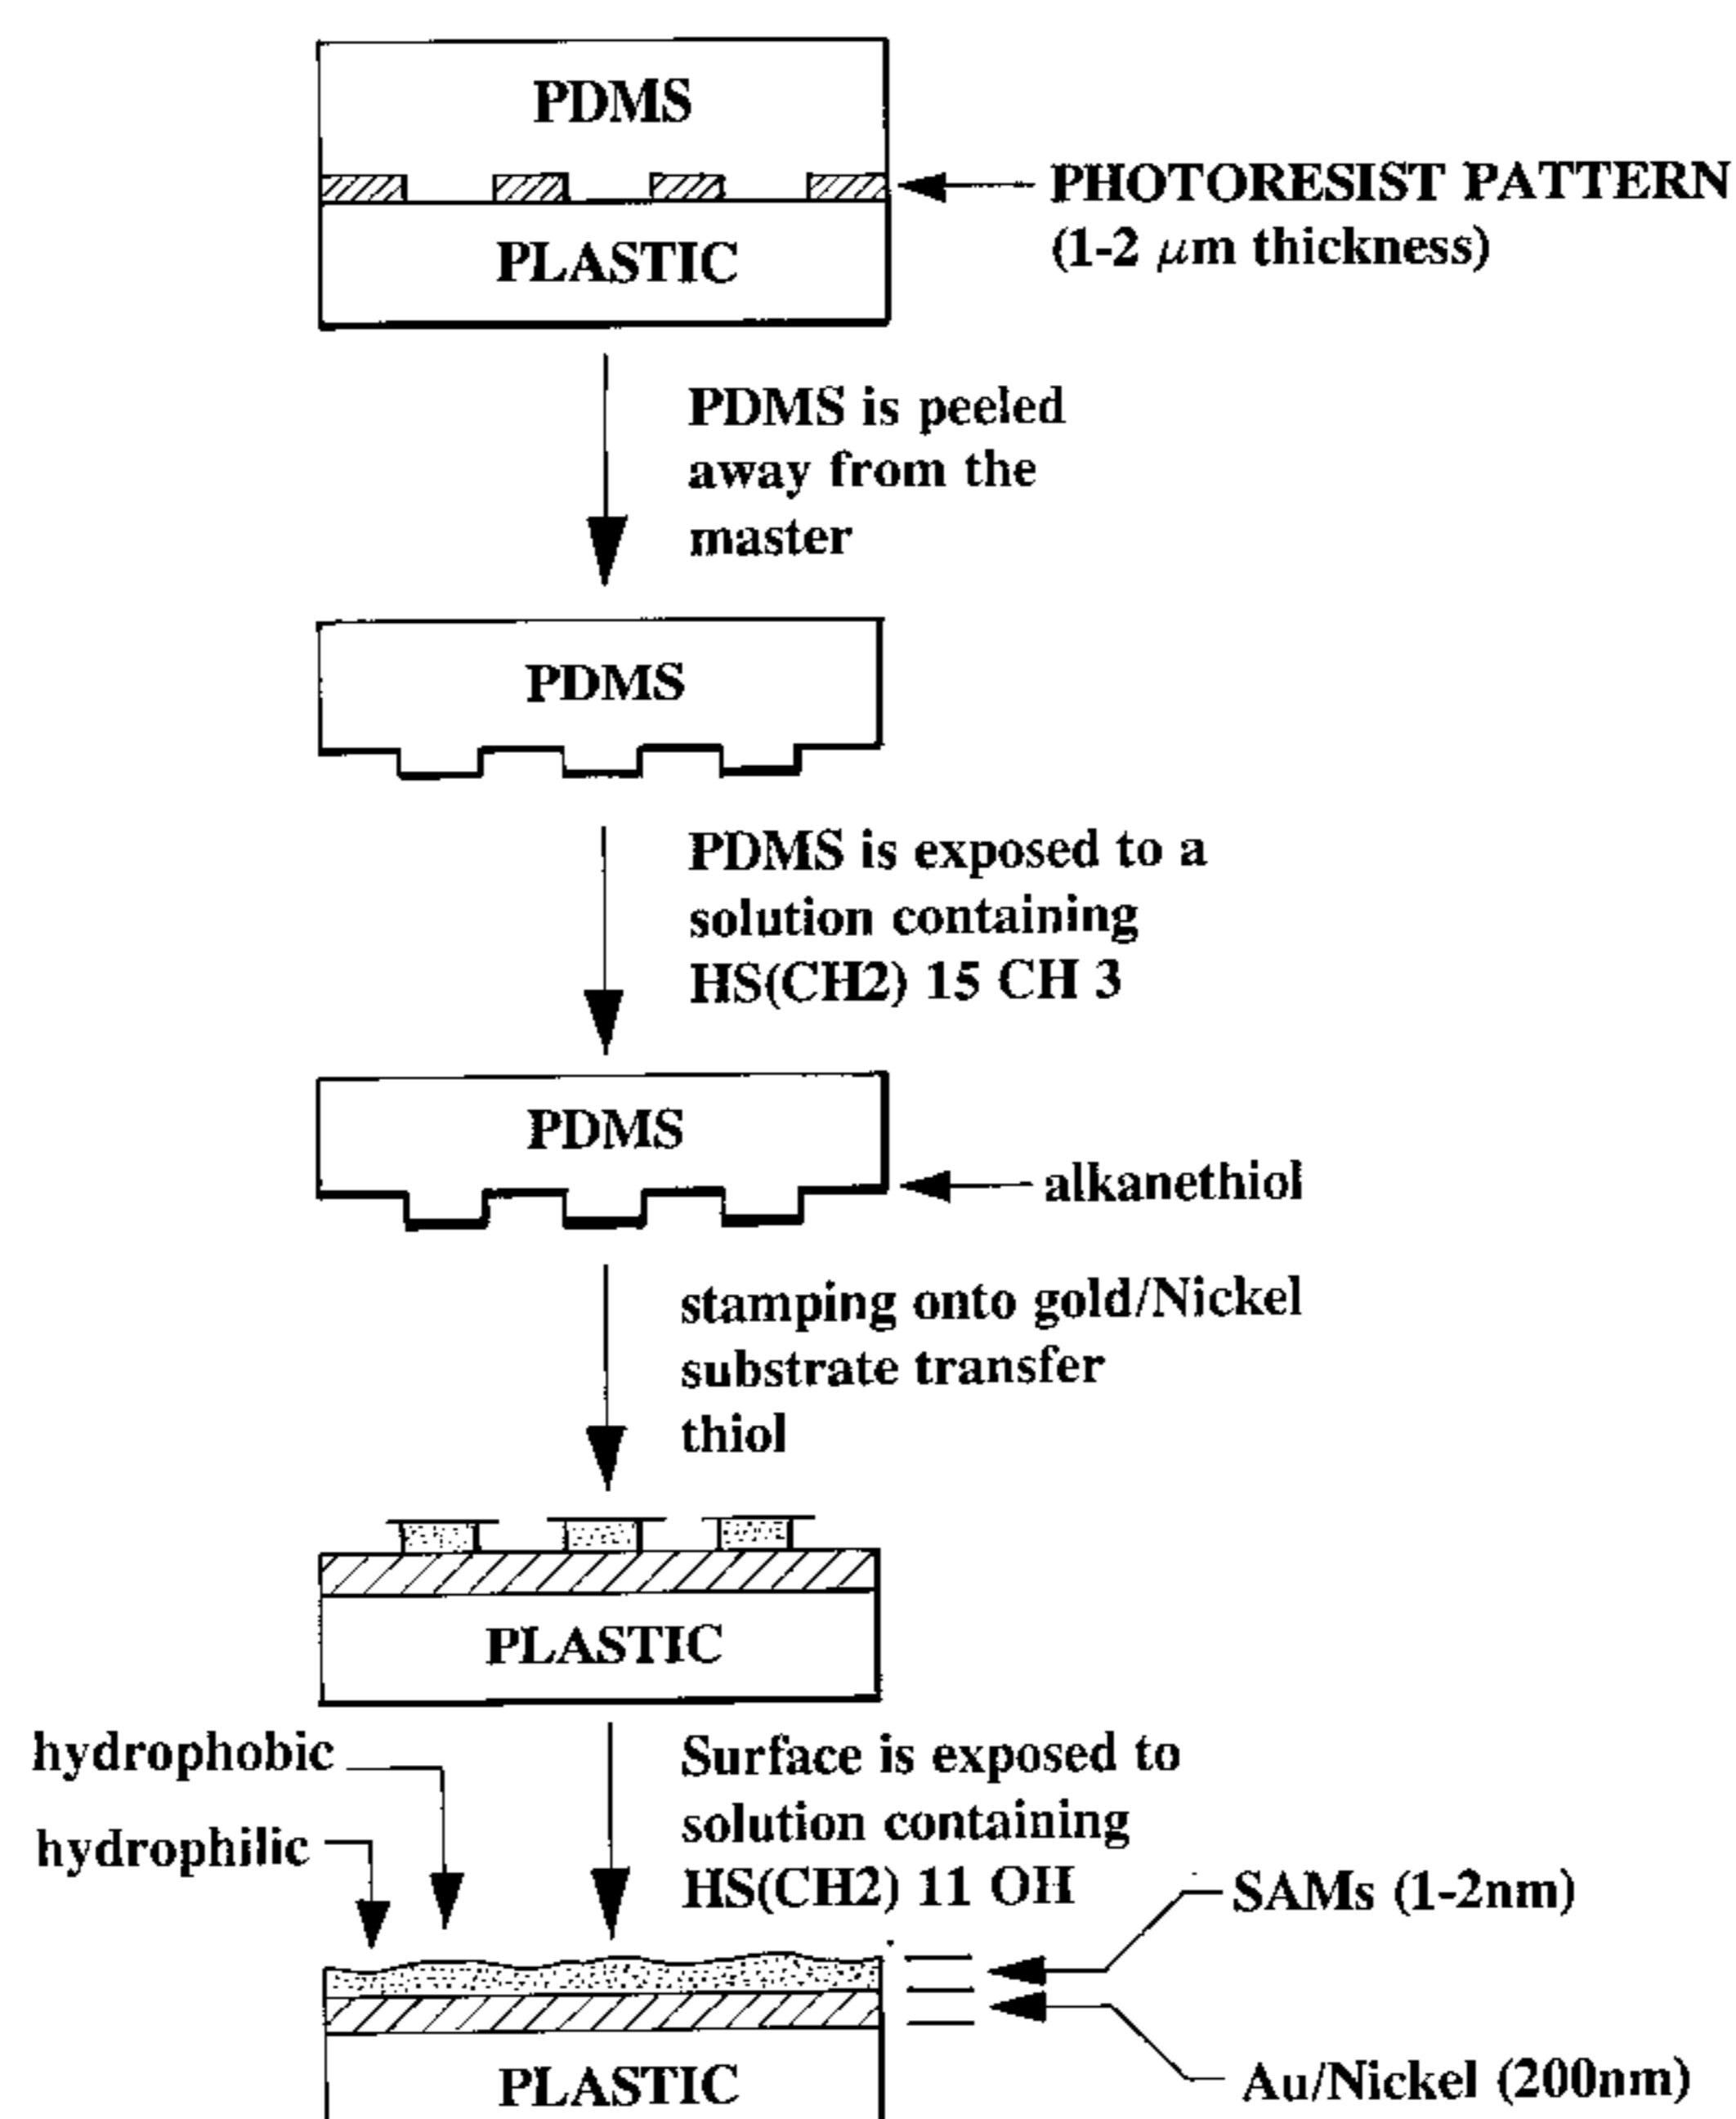 PDMS
PHOTORESIST PATTERN
(1-2 μm thickness)
PLASTIC
PDMS is peeled
away from the
master
PDMS
PDMS is exposed to a
solution containing
HS(CH2) 15 CH 3
PDMS
alkanethiol
stamping onto gold/Nickel
substrate transfer
thiol
PLASTIC
hydrophobic
hydrophilic
Surface is exposed to
solution containing
HS(CH2) 11 OH
SAMs (1-2nm)
PLASTIC
Au/Nickel (200nm)